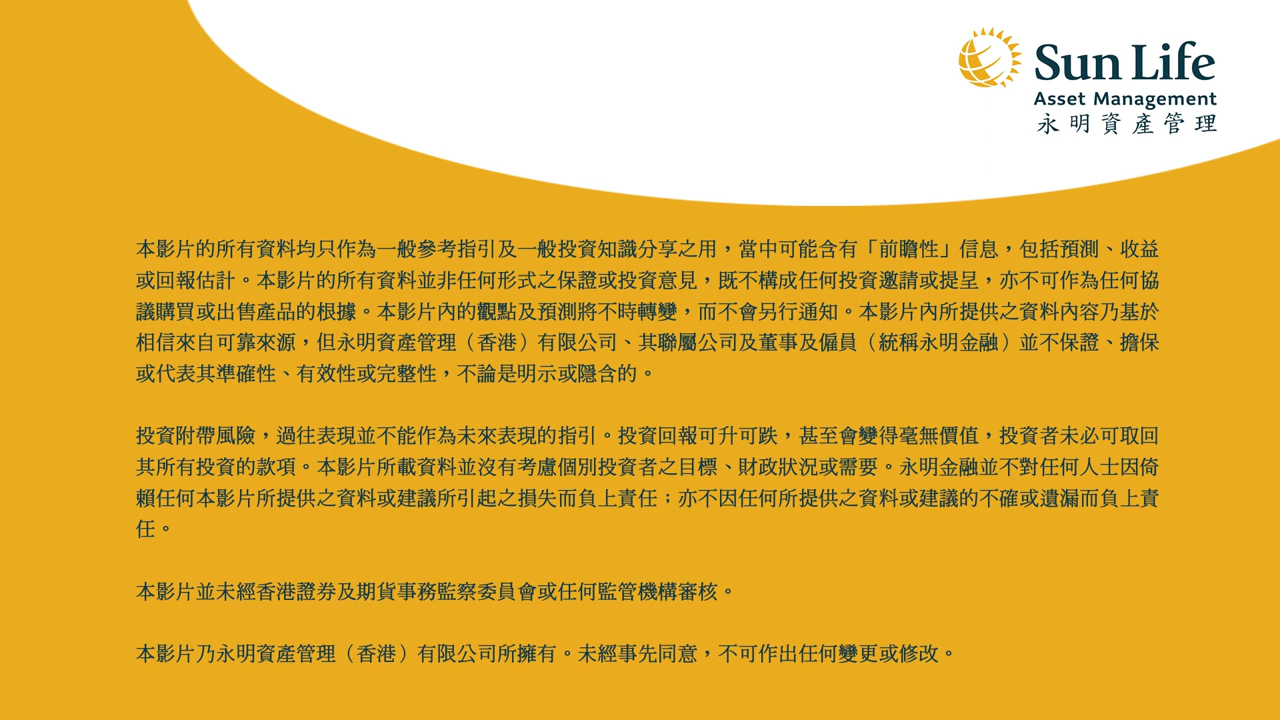 Sun Life
Asset Management
永明資產管理
本影片的所有資料均只作為一般參考指引及一般投資知識分享之用，當中可能含有「前瞻性」信息，包括預測、收益
或回報估計。本影片的所有資料並非任何形式之保證或投資意見，既不構成任何投資邀請或提呈，亦不可作為任何協
議購買或出售產品的根據。本影片內的觀點及預測將不時轉變，而不會另行通知。本影片內所提供之資料內容乃基於
相信來自可靠來源，但永明資產管理（香港）有限公司、其聯屬公司及董事及僱員（統稱永明金融）並不保證、擔保
或代表其準確性、有效性或完整性，不論是明示或隱含的。
投資附帶風險，過往表現並不能作為未來表現的指引。投資回報可升可跌，甚至會變得毫無價值，投資者未必可取回
其所有投資的款項。本影片所載資料並沒有考慮個別投資者之目標、財政狀況或需要。永明金融並不對任何人士因倚
賴任何本影片所提供之資料或建議所引起之損失而負上責任；亦不因任何所提供之資料或建議的不確或遺漏而負上責
任。
本影片並未經香港證券及期貨事務監察委員會或任何監管機構審核。
本影片乃永明資產管理（香港）有限公司所擁有。未經事先同意，不可作出任何變更或修改。